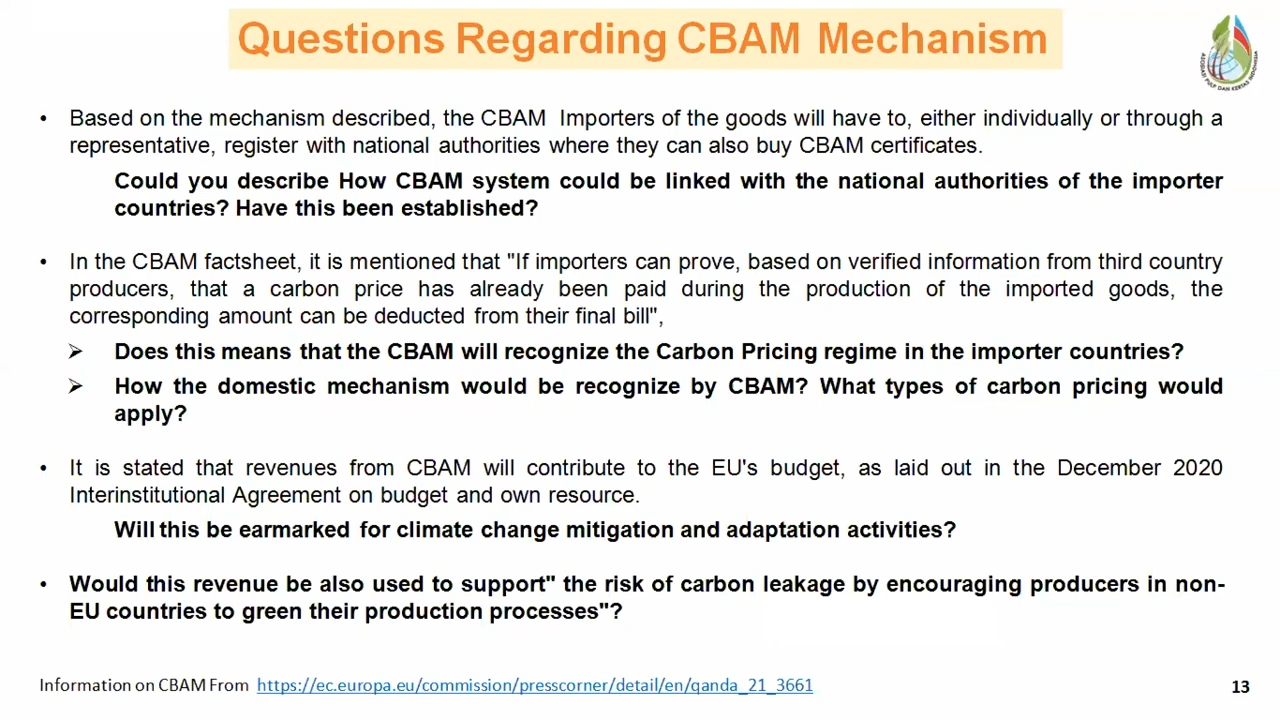 Questions Regarding CBAM Mechanism
ASOSIASI PULP DAN KERTAS INDONESIA
• Based on the mechanism described, the CBAM Importers of the goods will have to, either individually or through a
representative, register with national authorities where they can also buy CBAM certificates.
Could you describe How CBAM system could be linked with the national authorities of the importer
countries? Have this been established?
• In the CBAM factsheet, it is mentioned that "If importers can prove, based on verified information from third country
producers, that a carbon price has already been paid during the production of the imported goods, the
corresponding amount can be deducted from their final bill",
➢ Does this means that the CBAM will recognize the Carbon Pricing regime in the importer countries?
➢ How the domestic mechanism would be recognize by CBAM? What types of carbon pricing would
apply?
• It is stated that revenues from CBAM will contribute to the EU's budget, as laid out in the December 2020
Interinstitutional Agreement on budget and own resource.
Will this be earmarked for climate change mitigation and adaptation activities?
• Would this revenue be also used to support" the risk of carbon leakage by encouraging producers in non-
EU countries to green their production processes"?
Information on CBAM From https://ec.europa.eu/commission/presscorner/detail/en/qanda_21_3661
13